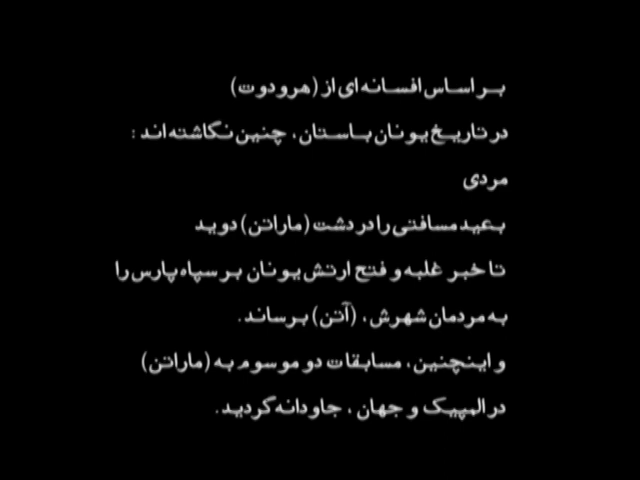 بر اساس افسانه ای از (هرودوت)
در تاریخ یونان باستان، چنین نگاشته اند :
مردی
بعید مسافتی را در دشت (ماراتن) دوید
تا خبر غلبه و فتح ارتش یونان بر سپاه پارس را
به مردمان شهرش، (آتن) برساند.
و اینچنین، مسابقات دو موسوم به (ماراتن)
در المپیک و جهان، جاودانه گردید.